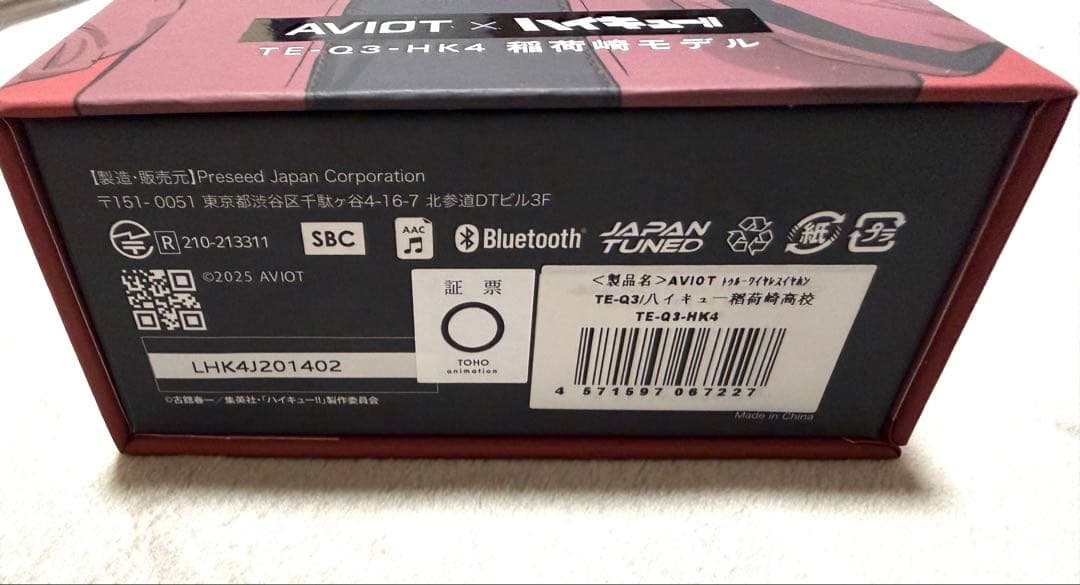 AVIOT × ハイキュー!!
TE-Q3-HK4 稲荷崎モデル
【製造・販売元】Preseed Japan Corporation
〒151-0051 東京都渋谷区千駄ヶ谷4-16-7 北参道DTビル3F
R 210-213311
SBC
AAC
Bluetooth
JAPAN TUNED
紙
プラ
©2025 AVIOT
LHK4J201402
©古舘春一/集英社・「ハイキュー!!」製作委員会
証 票
TOHO
animation
<製品名>AVIOT トゥルーワイヤレスイヤホン
TE-Q3/ハイキュー稲荷崎高校
TE-Q3-HK4
4 571597 067227
Made in China